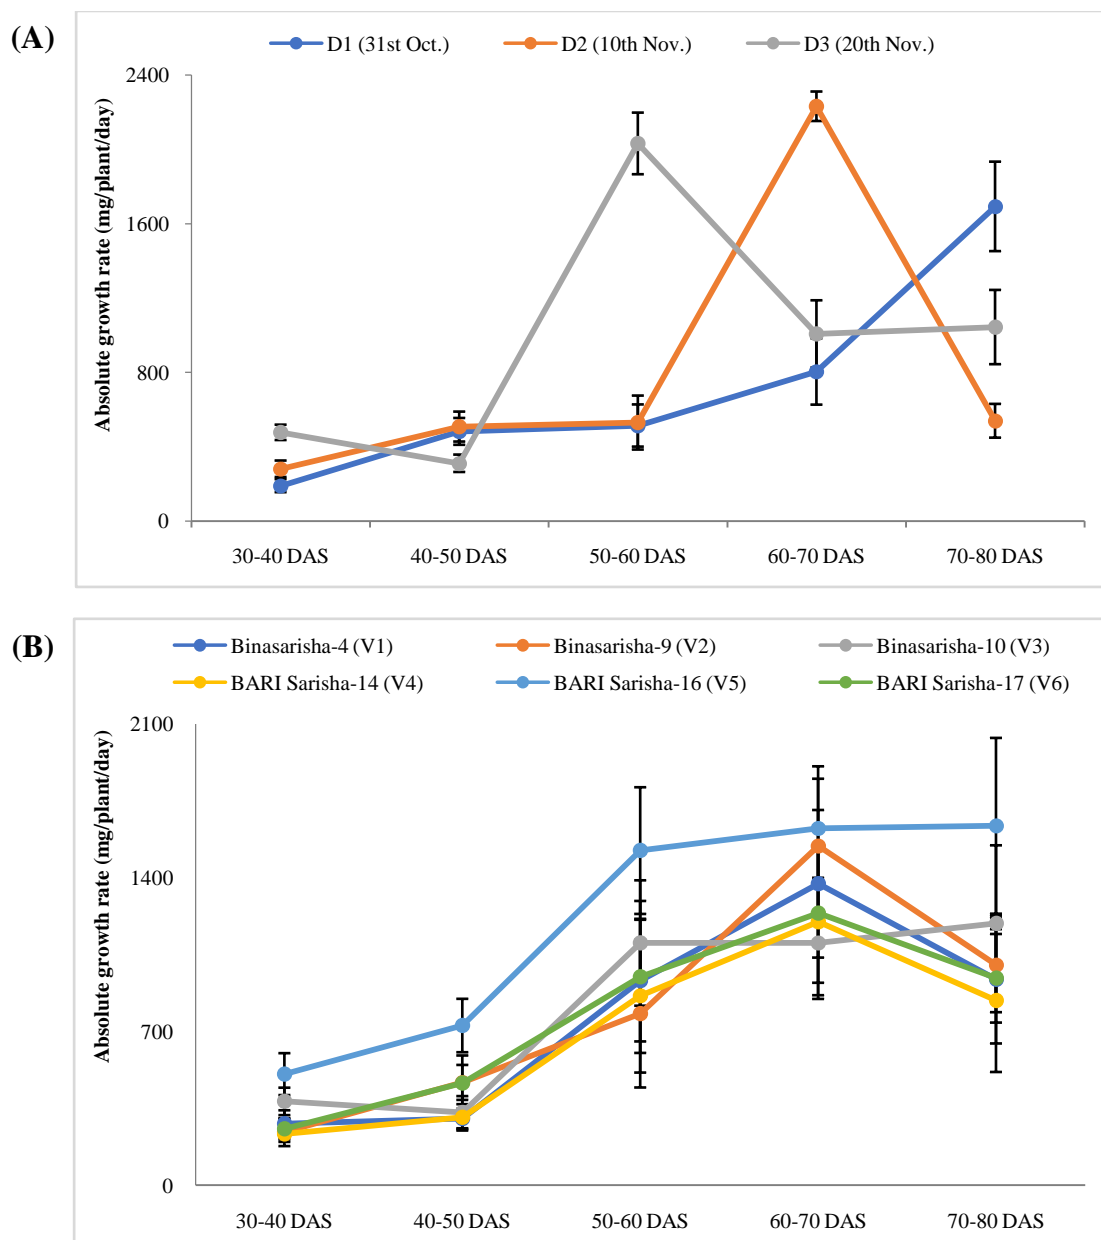 (A)
D1 (31st Oct.) D2 (10th Nov.) D3 (20th Nov.)
Absolute growth rate (mg/plant/day)
2400
1600
800
0
30-40 DAS 40-50 DAS 50-60 DAS 60-70 DAS 70-80 DAS
(B)
Binasarisha-4 (V1) Binasarisha-9 (V2) Binasarisha-10 (V3)
BARI Sarisha-14 (V4) BARI Sarisha-16 (V5) BARI Sarisha-17 (V6)
Absolute growth rate (mg/plant/day)
2100
1400
700
0
30-40 DAS 40-50 DAS 50-60 DAS 60-70 DAS 70-80 DAS